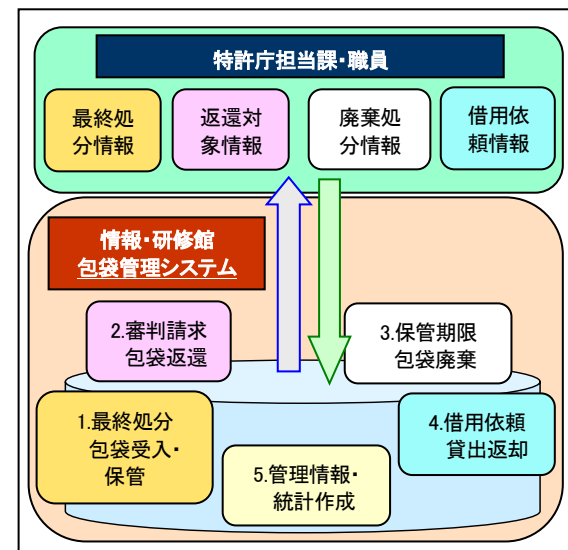 特許庁担当課・職員
最終処
分情報
返還対
象情報
廃棄処
分情報
借用依
頼情報
情報・研修館
包袋管理システム
2.審判請求
包袋返還
3.保管期限
包袋廃棄
1.最終処分
包袋受入・
保管
4.借用依頼
貸出返却
5.管理情報・
統計作成